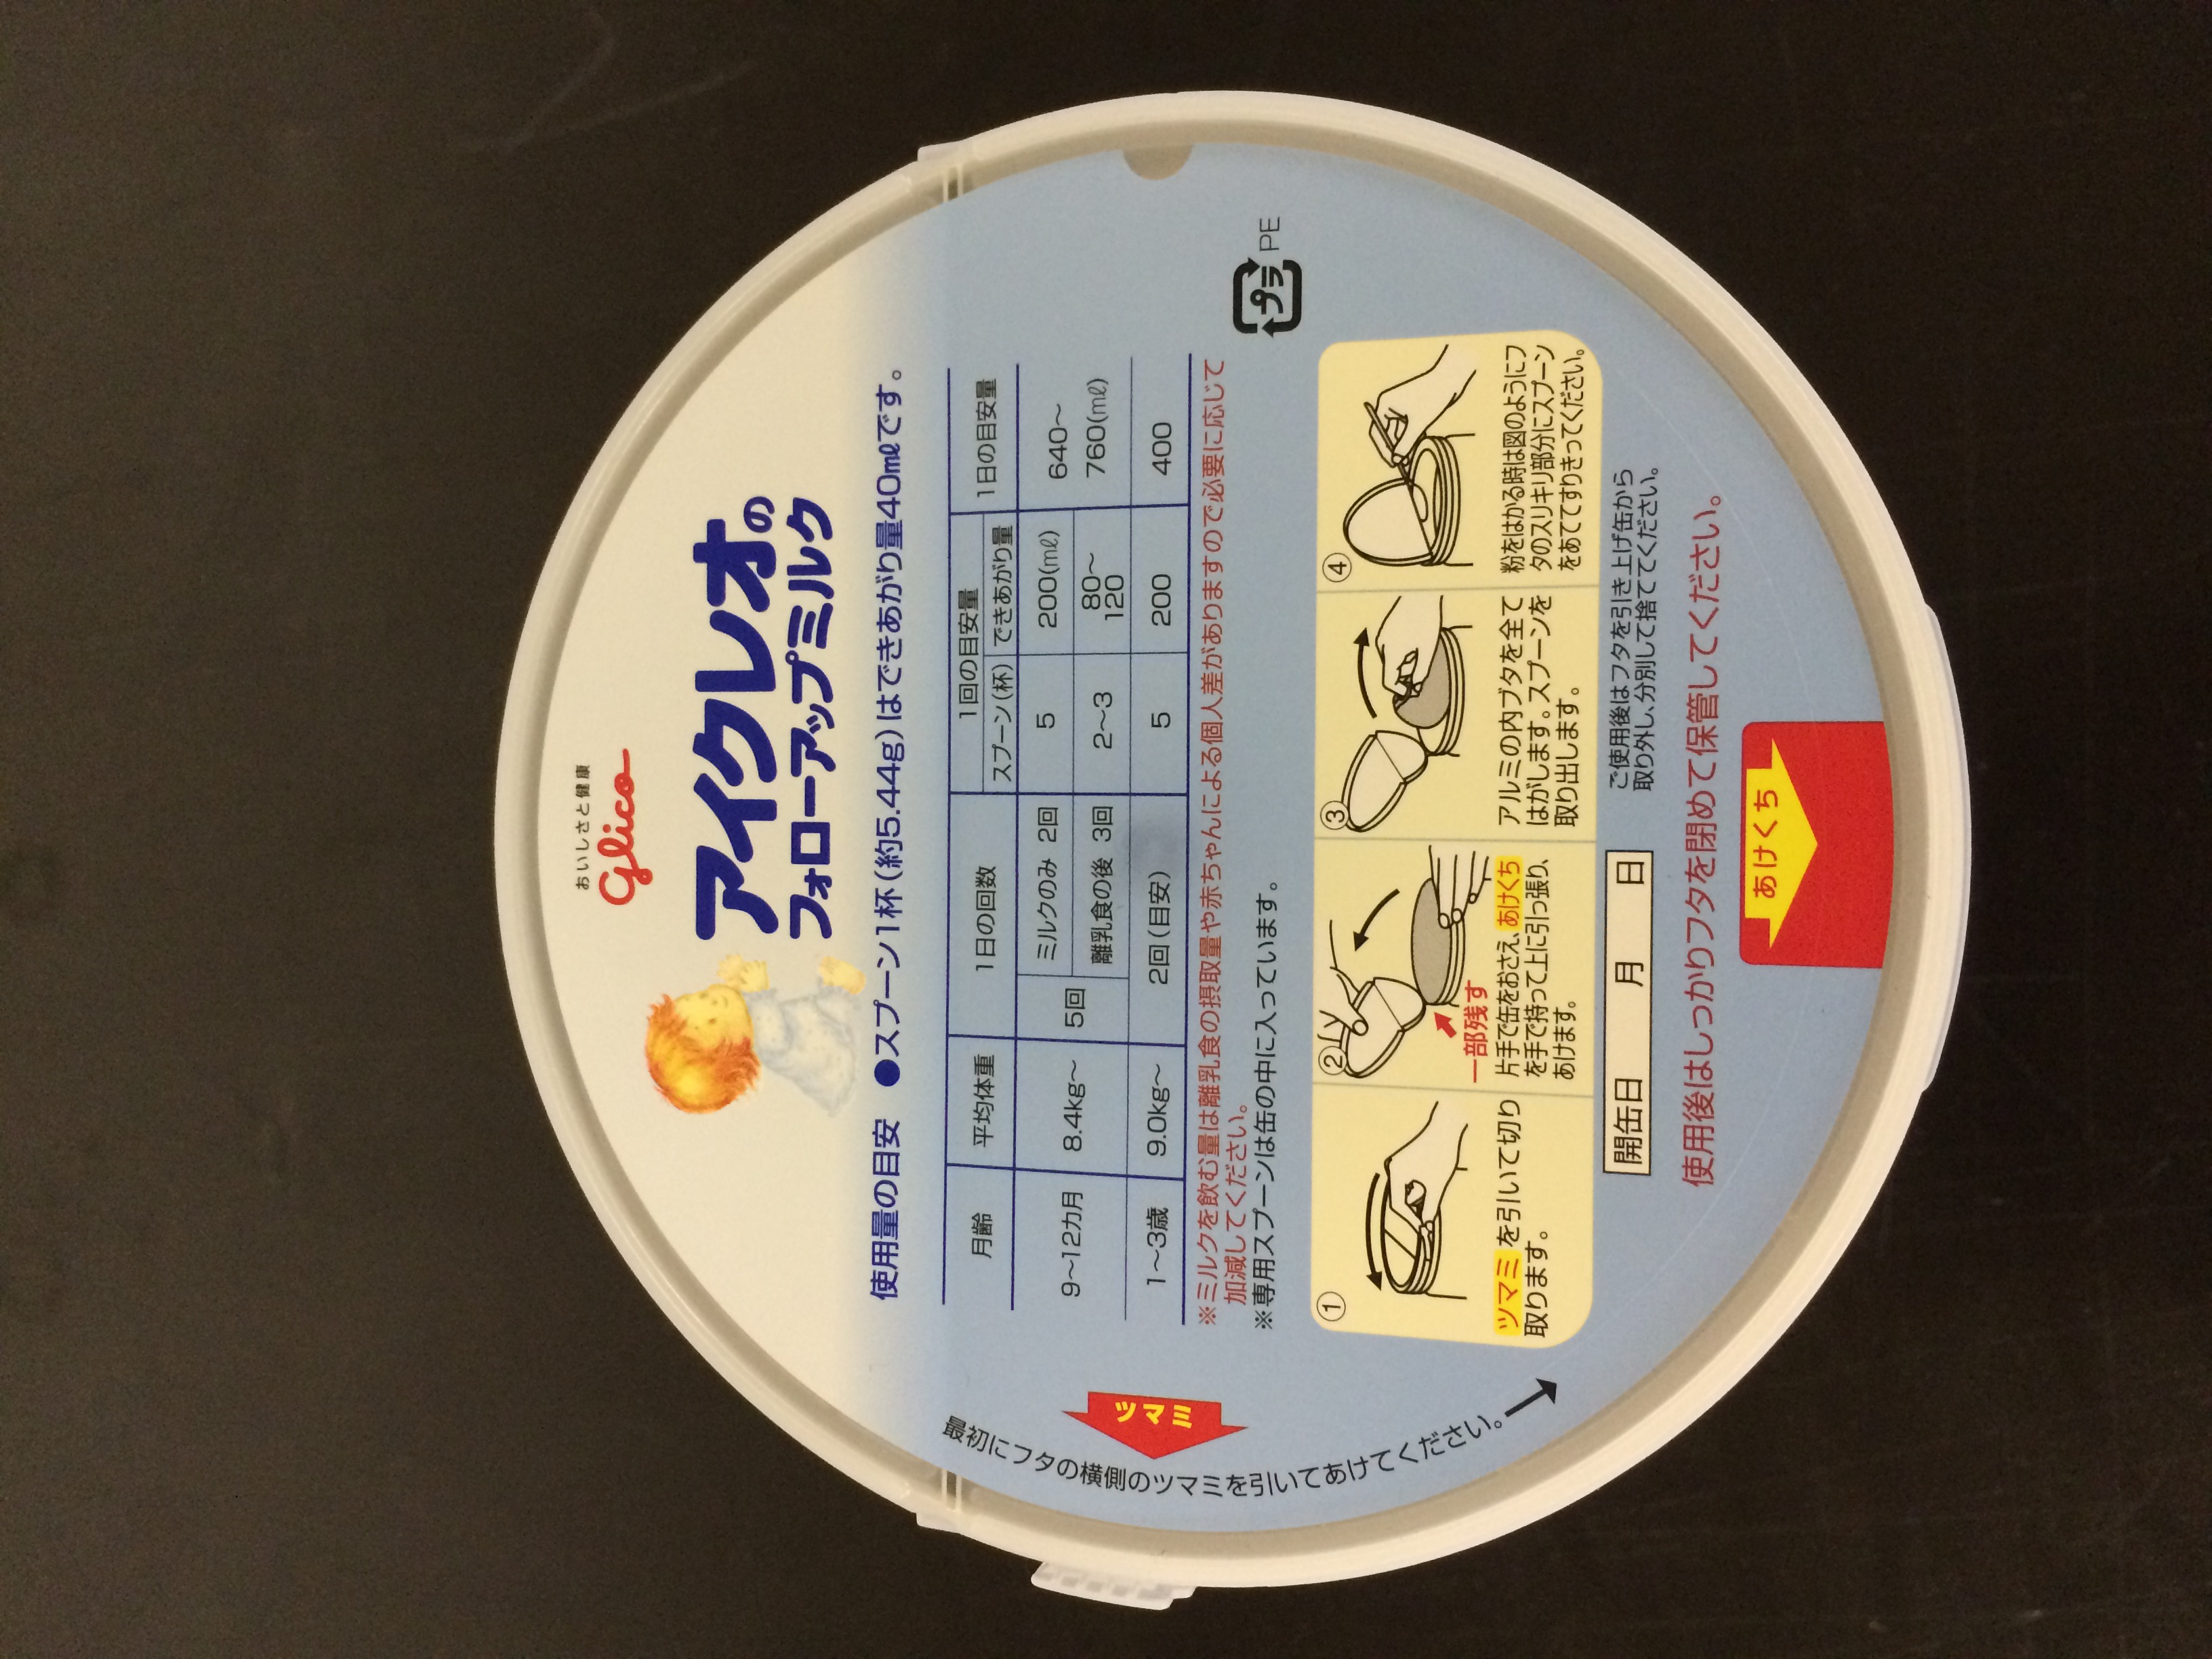 おいしさと健康
Glico
アイクレオの
フォローアップミルク
使用量の目安 ●スプーン1杯(約5.44g)はできあがり量40㎖です。
月齢 平均体重 1日の回数 1回の目安量 1日の目安量
スプーン(杯) できあがり量
9〜12カ月 8.4kg〜 5回 ミルクのみ 2回 5 200(㎖) 640〜
760(㎖)
離乳食の後 3回 2〜3 80〜
120
1〜3歳 9.0kg〜 2回(目安) 5 200 400
※ミルクを飲む量は離乳食の摂取量や赤ちゃんによる個人差がありますので必要に応じて
加減してください。
※専用スプーンは缶の中に入っています。
プラ PE
ツマミ
最初にフタの横側のツマミを引いてあけてください。
①
ツマミを引いて切り
取ります。
②
一部残す
片手で缶をおさえ、あけくち
を手で持って上に引っ張り、
あけます。
③
アルミの内ブタを全て
はがします。スプーンを
取り出します。
④
粉をはかる時は図のようにフ
タのスリキリ部分にスプーン
をあててすりきってください。
開缶日 月 日
ご使用後はフタを引き上げ缶から
取り外し、分別して捨ててください。
使用後はしっかりフタを閉めて保管してください。
あけくち